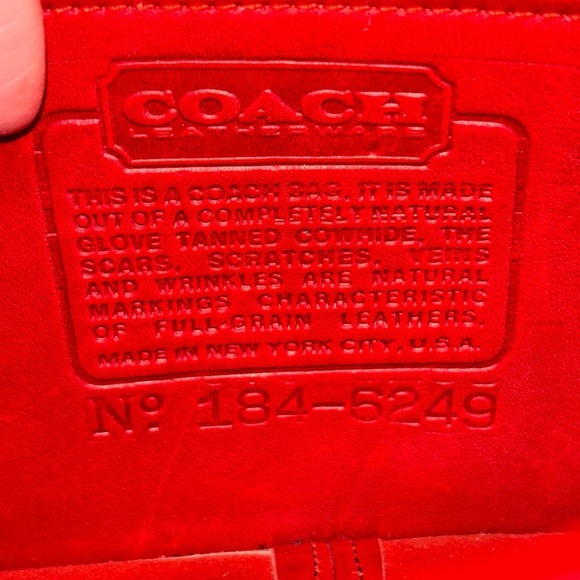 COACH
LEATHERWARE
THIS IS A COACH BAG. IT IS MADE
OUT OF A COMPLETELY NATURAL
GLOVE TANNED COWHIDE, THE
SCARS, SCRATCHES, VEINS
AND WRINKLES ARE NATURAL
MARKINGS CHARACTERISTIC
OF FULL-GRAIN LEATHERS.
MADE IN NEW YORK CITY, U.S.A.
Nº 184-5249